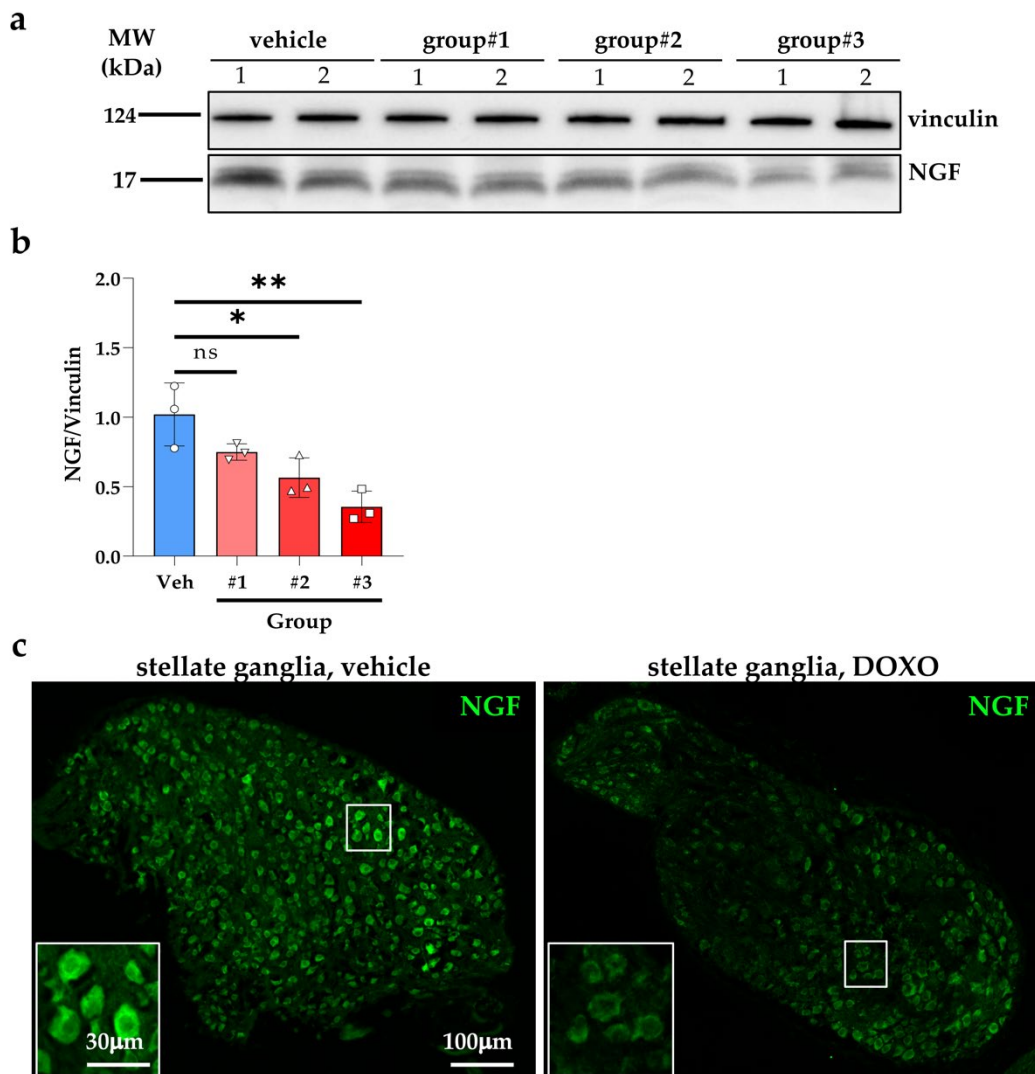 a
MW
(kDa)
vehicle group#1 group#2 group#3
1 2 1 2 1 2 1 2
124 vinculin
17 NGF
b
2.0
1.5
1.0
0.5
0.0
NGF/Vinculin
**
*
ns
Veh #1 #2 #3
Group
c
stellate ganglia, vehicle stellate ganglia, DOXO
NGF NGF
30μm 100μm